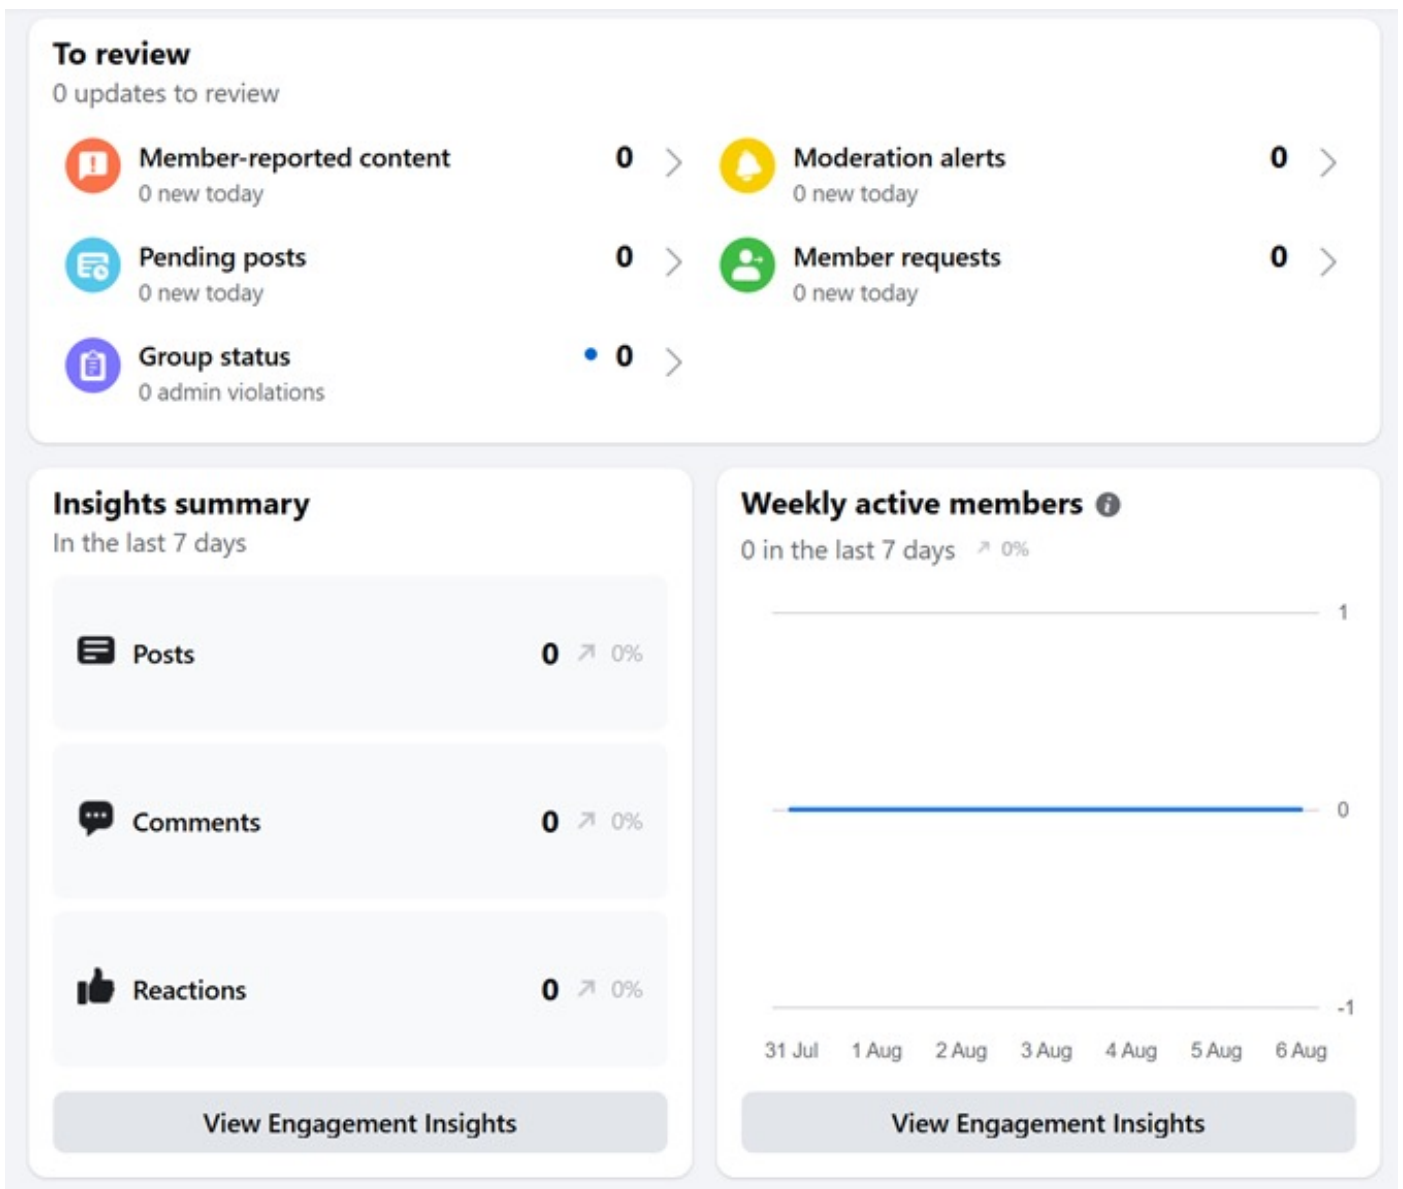 To review
0 updates to review
Member-reported content 0
0 new today
Moderation alerts 0
0 new today
Pending posts 0
0 new today
Member requests 0
0 new today
Group status 0
0 admin violations
Insights summary
In the last 7 days
Posts 0 0%
Comments 0 0%
Reactions 0 0%
View Engagement Insights
Weekly active members
0 in the last 7 days 0%
1
0
-1
31 Jul 1 Aug 2 Aug 3 Aug 4 Aug 5 Aug 6 Aug
View Engagement Insights